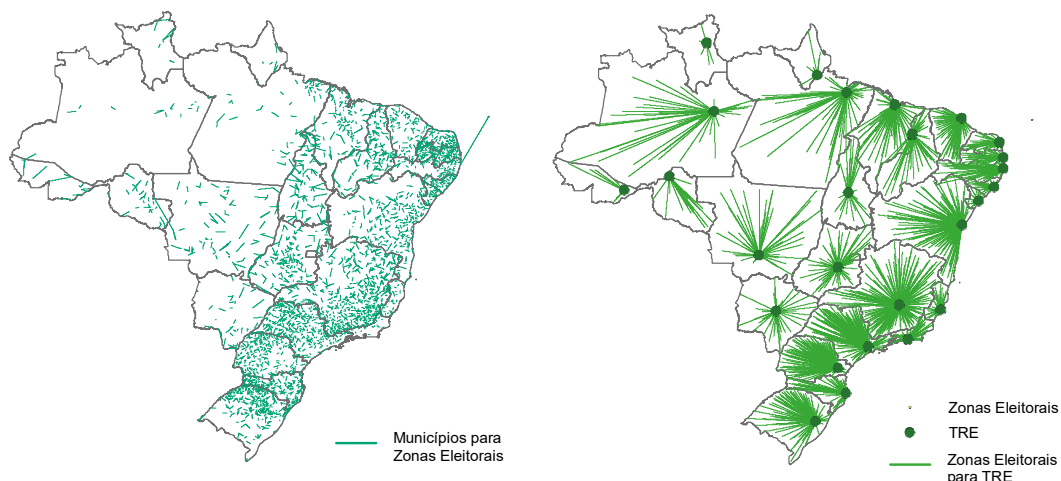 Municípios para
Zonas Eleitorais
Zonas Eleitorais
TRE
Zonas Eleitorais
para TRE